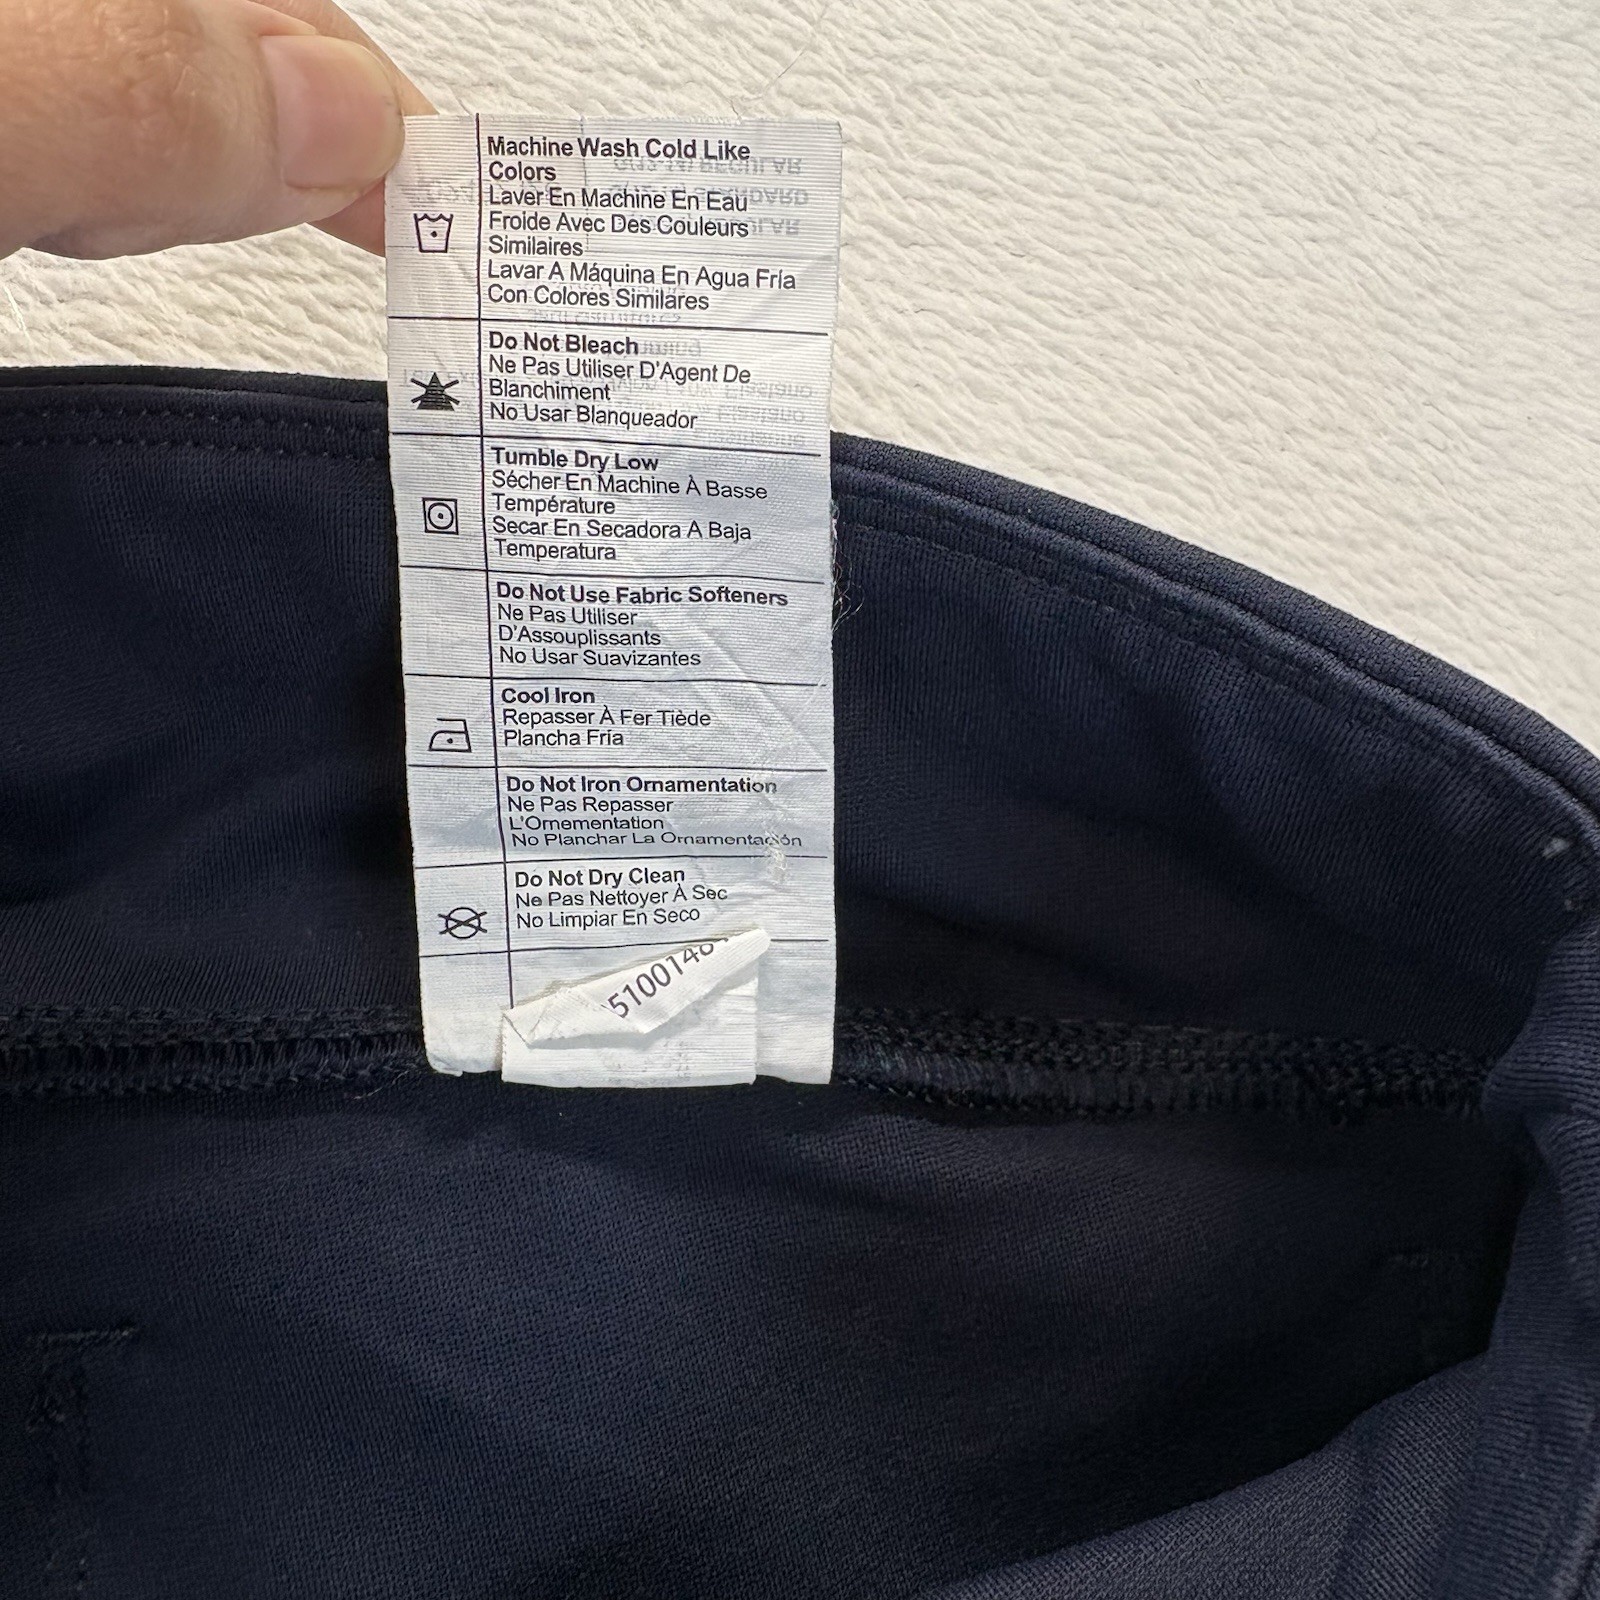 Machine Wash Cold Like
Colors
Laver En Machine En Eau
Froide Avec Des Couleurs
Similaires
Lavar A Máquina En Agua Fría
Con Colores Similares
Do Not Bleach
Ne Pas Utiliser D'Agent De
Blanchiment
No Usar Blanqueador
Tumble Dry Low
Sécher En Machine À Basse
Température
Secar En Secadora A Baja
Temperatura
Do Not Use Fabric Softeners
Ne Pas Utiliser
D'Assouplissants
No Usar Suavizantes
Cool Iron
Repasser À Fer Tiède
Plancha Fría
Do Not Iron Ornamentation
Ne Pas Repasser
L'Ornementation
No Planchar La Ornamentación
Do Not Dry Clean
Ne Pas Nettoyer À Sec
No Limpiar En Seco